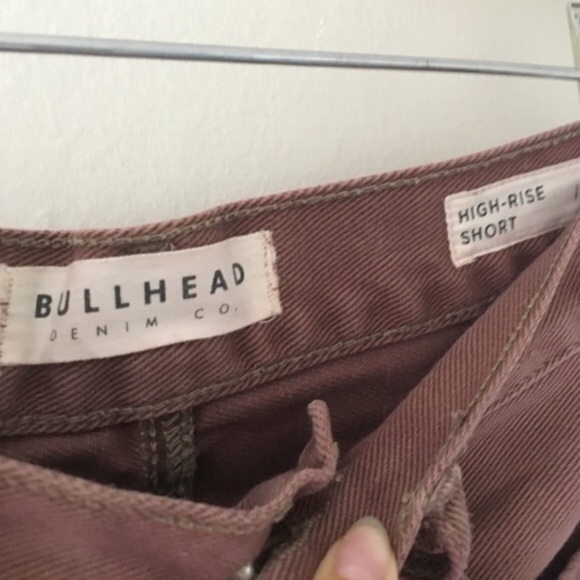 BULLHEAD
DENIM CO.
HIGH-RISE
SHORT